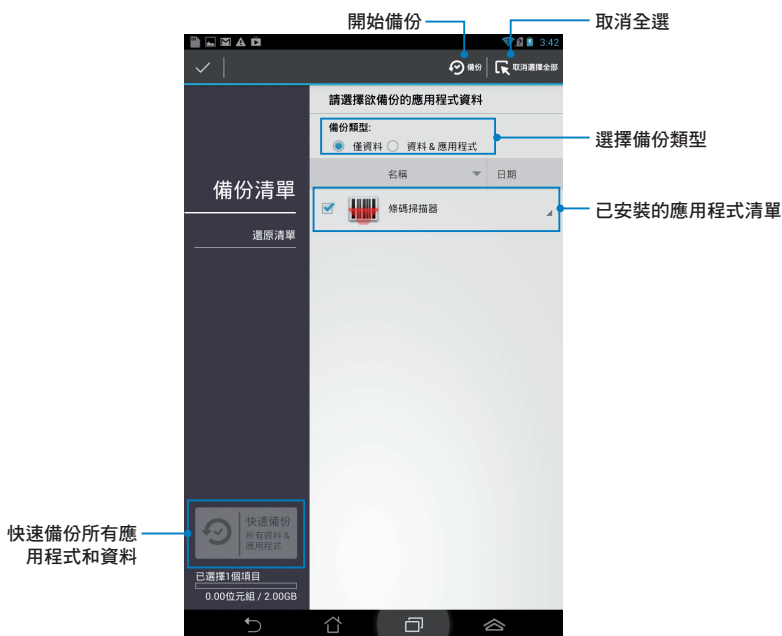 開始備份
取消全選
3:42
備份
取消選擇全部
請選擇欲備份的應用程式資料
備份類型:
僅資料
資料 & 應用程式
選擇備份類型
名稱
日期
備份清單
條碼掃描器
已安裝的應用程式清單
還原清單
快速備份所有應
用程式和資料
快速備份
所有資料 &
應用程式
已選擇1個項目
0.00位元組 / 2.00GB